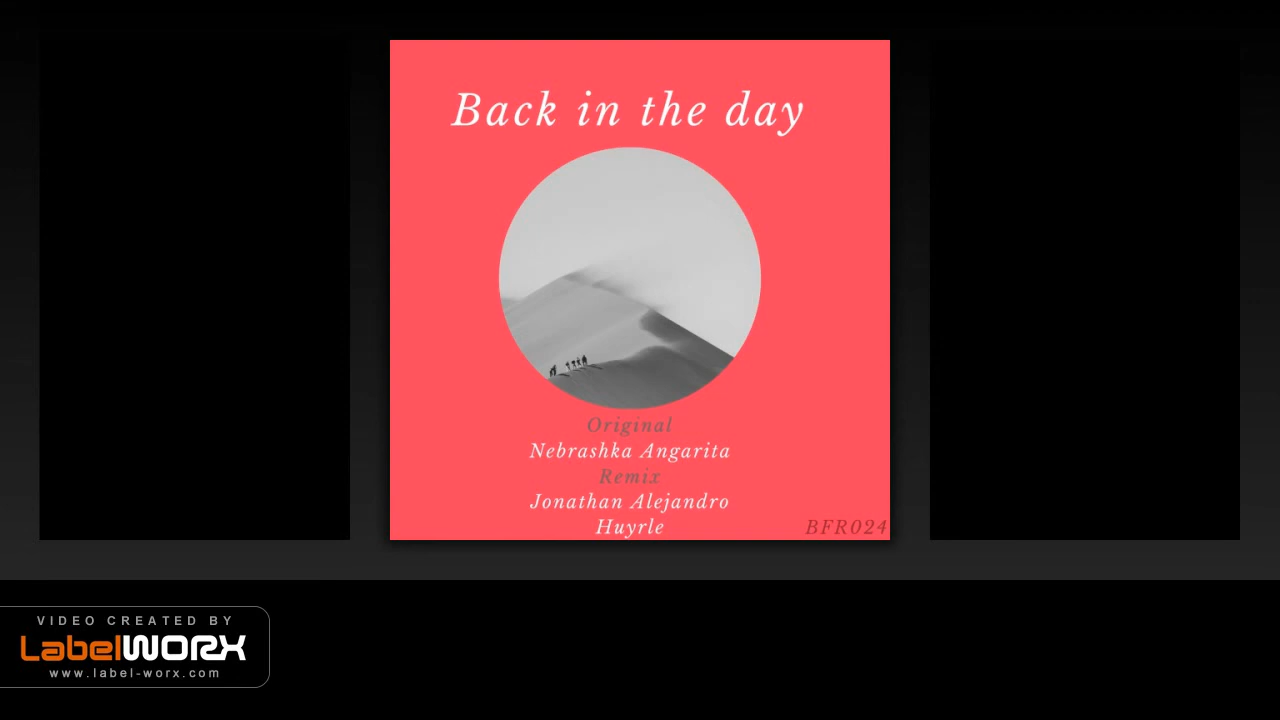 Back in the day
Original
Nebrashka Angarita
Remix
Jonathan Alejandro
Huyrle
BFR024
VIDEO CREATED BY
LabelWORX
www.label-worx.com